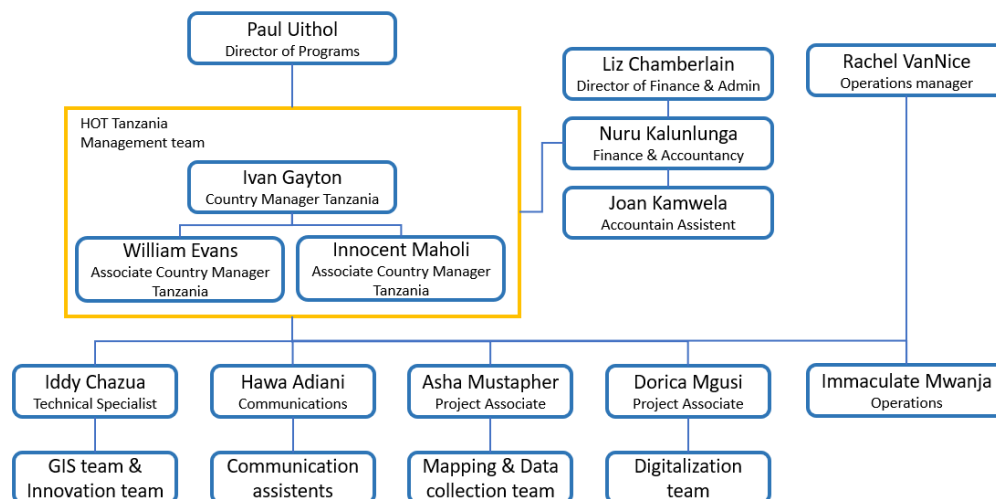 Paul Uithol
Director of Programs
Liz Chamberlain
Director of Finance & Admin
Rachel VanNice
Operations manager
HOT Tanzania
Management team
Nuru Kalunlunga
Finance & Accountancy
Ivan Gayton
Country Manager Tanzania
Joan Kamwela
Accountain Assistent
William Evans
Associate Country Manager
Tanzania
Innocent Maholi
Associate Country Manager
Tanzania
Iddy Chazua
Technical Specialist
Hawa Adiani
Communications
Asha Mustapher
Project Associate
Dorica Mgusi
Project Associate
Immaculate Mwanja
Operations
GIS team &
Innovation team
Communication
assistents
Mapping & Data
collection team
Digitalization
team